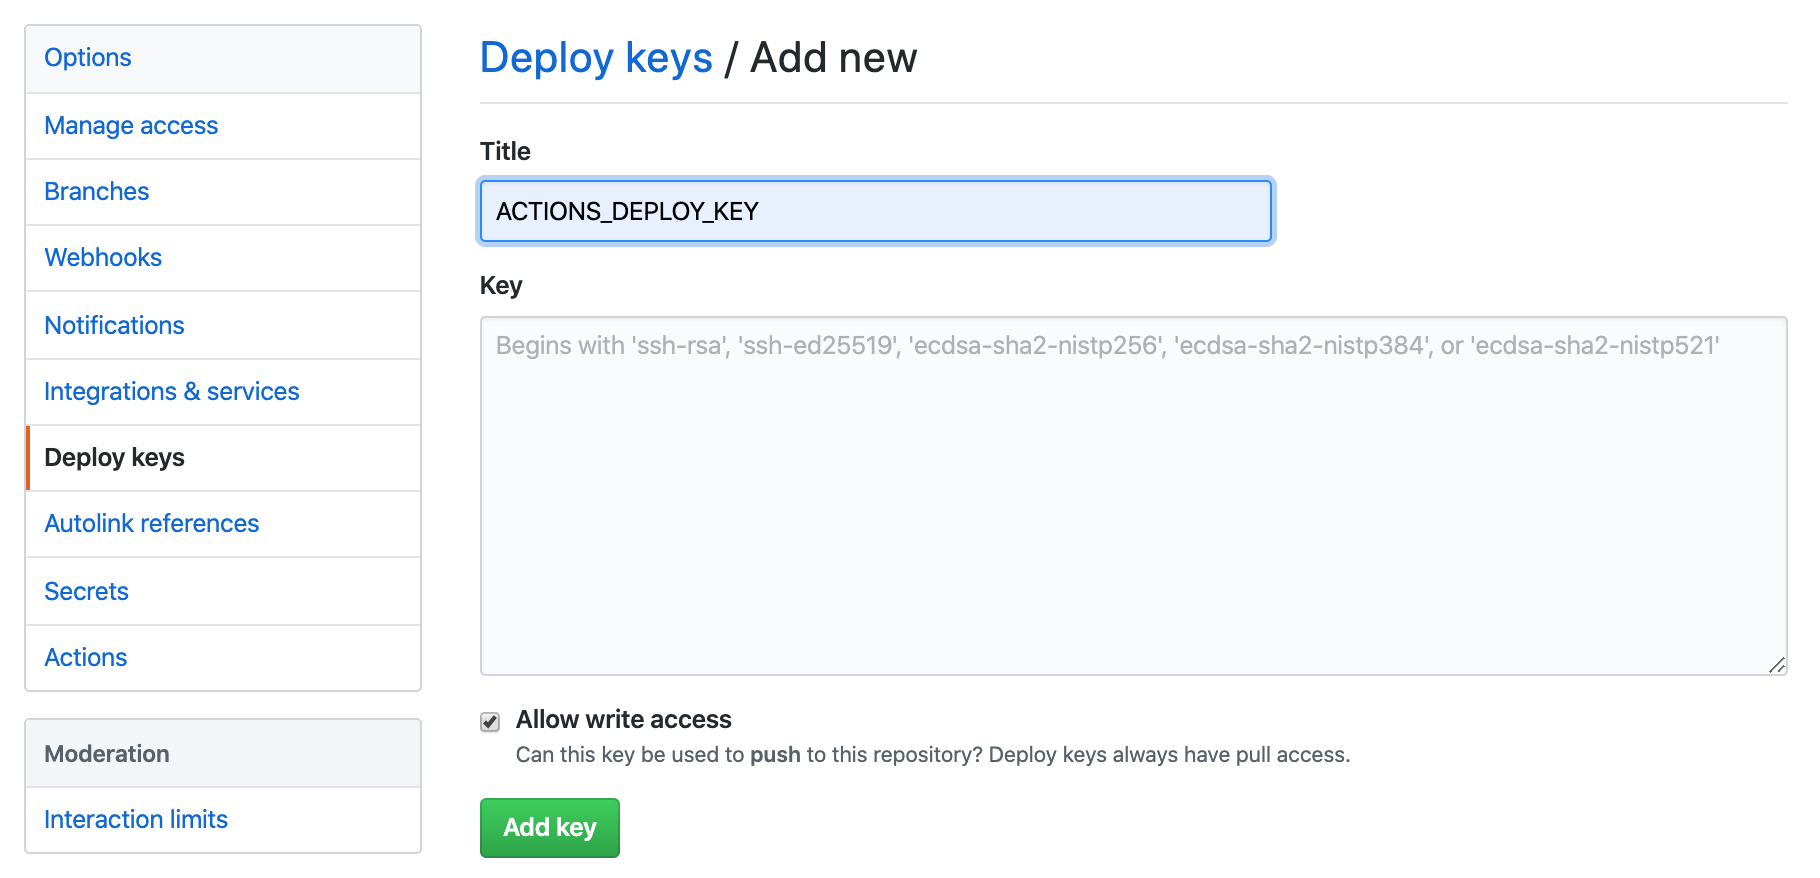 Options
Manage access
Branches
Webhooks
Notifications
Integrations & services
Deploy keys
Autolink references
Secrets
Actions
Moderation
Interaction limits
Deploy keys / Add new
Title
ACTIONS_DEPLOY_KEY
Key
Begins with 'ssh-rsa', 'ssh-ed25519', 'ecdsa-sha2-nistp256', 'ecdsa-sha2-nistp384', or 'ecdsa-sha2-nistp521'
Allow write access
Can this key be used to push to this repository? Deploy keys always have pull access.
Add key